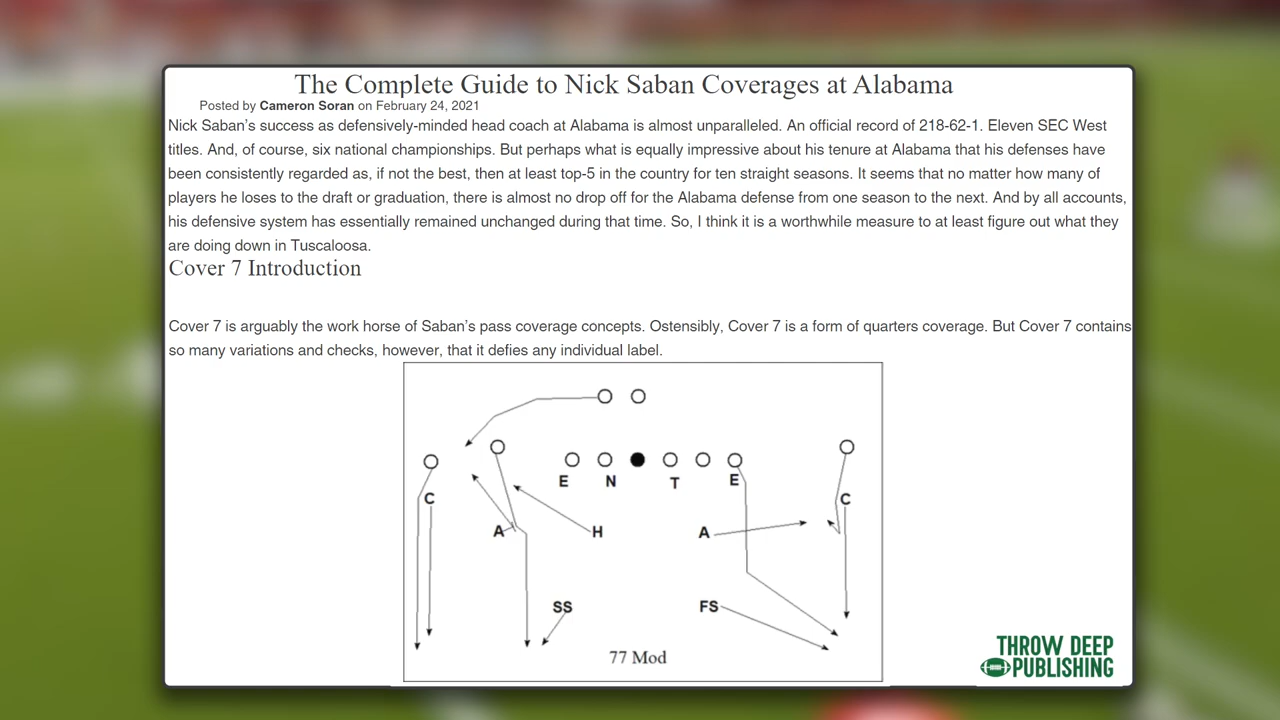 The Complete Guide to Nick Saban Coverages at Alabama
Posted by Cameron Soran on February 24, 2021
Nick Saban's success as defensively-minded head coach at Alabama is almost unparalleled. An official record of 218-62-1. Eleven SEC West
titles. And, of course, six national championships. But perhaps what is equally impressive about his tenure at Alabama that his defenses have
been consistently regarded as, if not the best, then at least top-5 in the country for ten straight seasons. It seems that no matter how many of
players he loses to the draft or graduation, there is almost no drop off for the Alabama defense from one season to the next. And by all accounts,
his defensive system has essentially remained unchanged during that time. So, I think it is a worthwhile measure to at least figure out what they
are doing down in Tuscaloosa.
Cover 7 Introduction
Cover 7 is arguably the work horse of Saban's pass coverage concepts. Ostensibly, Cover 7 is a form of quarters coverage. But Cover 7 contains
so many variations and checks, however, that it defies any individual label.
E N T E
C C
A H A
SS FS
77 Mod
THROW DEEP
PUBLISHING